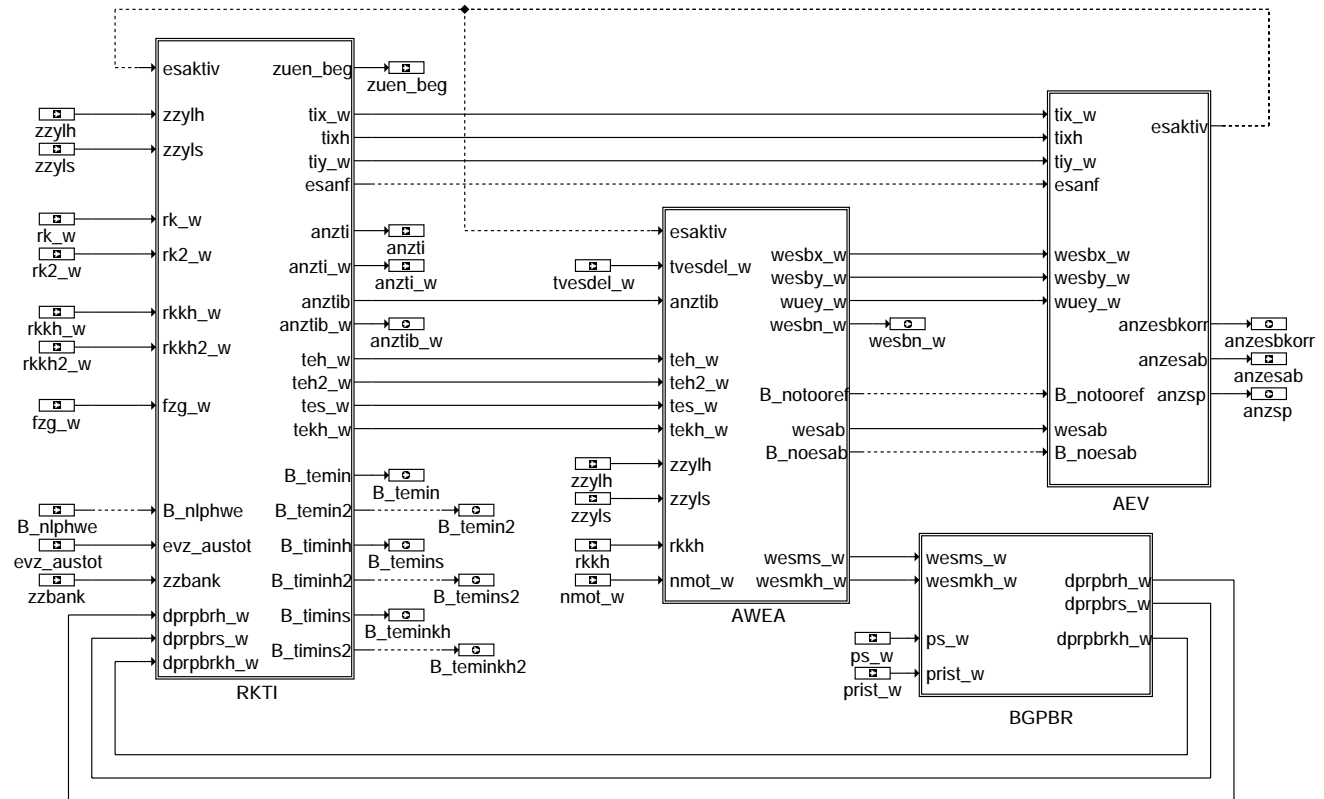 esaktiv
zuen_beg
zuen_beg
zzylh
zzylh
zzyls
zzyls
rk_w
rk_w
rk2_w
rk2_w
rkkh_w
rkkh_w
rkkh2_w
rkkh2_w
fzg_w
fzg_w
B_nlphwe
B_nlphwe
evz_austot
evz_austot
zzbank
zzbank
dprpbrh_w
dprpbrs_w
dprpbrkh_w
tix_w
tixh
tiy_w
esanf
anzti
anzti
anzti_w
anzti_w
anztib
anztib_w
anztib_w
teh_w
teh2_w
tes_w
tekh_w
B_temin
B_temin
B_temin2
B_temin2
B_timinh
B_temins
B_timinh2
B_temins2
B_timins
B_teminkh
B_timins2
B_teminkh2
RKTI
esaktiv
tvesdel_w
tvesdel_w
anztib
teh_w
teh2_w
tes_w
tekh_w
zzylh
zzylh
zzyls
zzyls
rkkh
rkkh
nmot_w
nmot_w
wesbx_w
wesby_w
wuey_w
wesbn_w
wesbn_w
B_notooref
wesab
B_noesab
wesms_w
wesmkh_w
AWEA
tix_w
tixh
tiy_w
esanf
esaktiv
wesbx_w
wesby_w
wuey_w
anzesbkorr
anzesbkorr
anzesab
anzesab
B_notooref
anzsp
anzsp
wesab
B_noesab
AEV
wesms_w
wesmkh_w
ps_w
ps_w
prist_w
prist_w
dprpbrh_w
dprpbrs_w
dprpbrkh_w
BGPBR